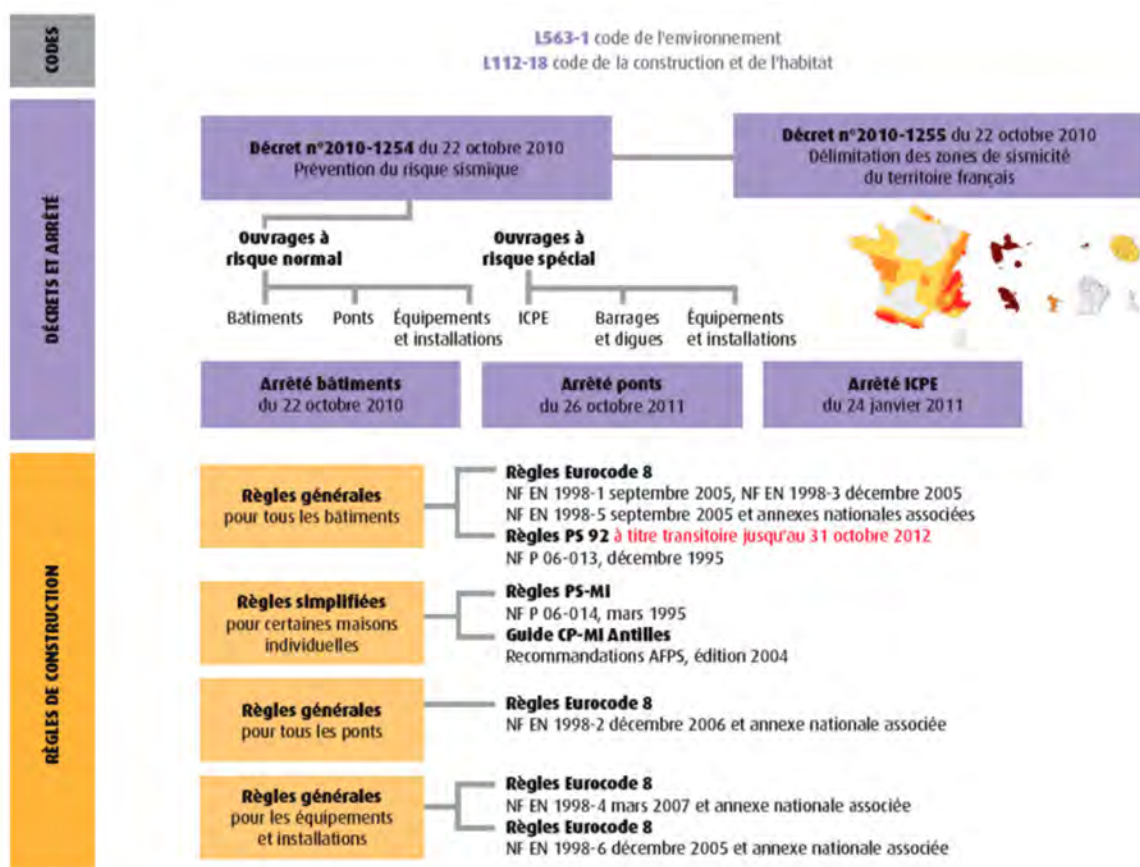 CODES
L563-1 code de l'environnement
L112-18 code de la construction et de l'habitat
DÉCRETS ET ARRÊTÉ
Décret n°2010-1254 du 22 octobre 2010
Prévention du risque sismique
Décret n°2010-1255 du 22 octobre 2010
Délimitation des zones de sismicité
du territoire français
Ouvrages à
risque normal
Ouvrages à
risque spécial
Bâtiments
Ponts
Équipements
et installations
ICPE
Barrages
et digues
Équipements
et installations
Arrêté bâtiments
du 22 octobre 2010
Arrêté ponts
du 26 octobre 2011
Arrêté ICPE
du 24 janvier 2011
RÈGLES DE CONSTRUCTION
Règles générales
pour tous les bâtiments
Règles Eurocode 8
NF EN 1998-1 septembre 2005, NF EN 1998-3 décembre 2005
NF EN 1998-5 septembre 2005 et annexes nationales associées
Règles PS 92 à titre transitoire jusqu'au 31 octobre 2012
NF P 06-013, décembre 1995
Règles simplifiées
pour certaines maisons
individuelles
Règles PS-MI
NF P 06-014, mars 1995
Guide CP-MI Antilles
Recommandations AFPS, édition 2004
Règles générales
pour tous les ponts
Règles Eurocode 8
NF EN 1998-2 décembre 2006 et annexe nationale associée
Règles générales
pour les équipements
et installations
Règles Eurocode 8
NF EN 1998-4 mars 2007 et annexe nationale associée
Règles Eurocode 8
NF EN 1998-6 décembre 2005 et annexe nationale associée